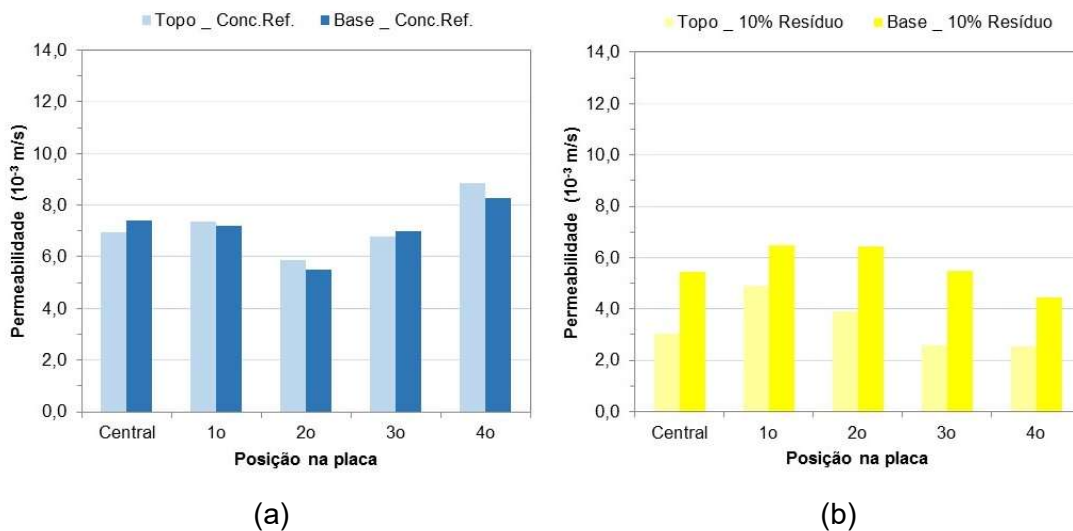 Topo _ Conc.Ref. Base _ Conc.Ref.
14,0
12,0
10,0
8,0
6,0
4,0
2,0
0,0
Permeabilidade (10⁻³ m/s)
Central 1o 2o 3o 4o
Posição na placa
(a)
Topo _ 10% Resíduo Base _ 10% Resíduo
14,0
12,0
10,0
8,0
6,0
4,0
2,0
0,0
Permeabilidade (10⁻³ m/s)
Central 1o 2o 3o 4o
Posição na placa
(b)